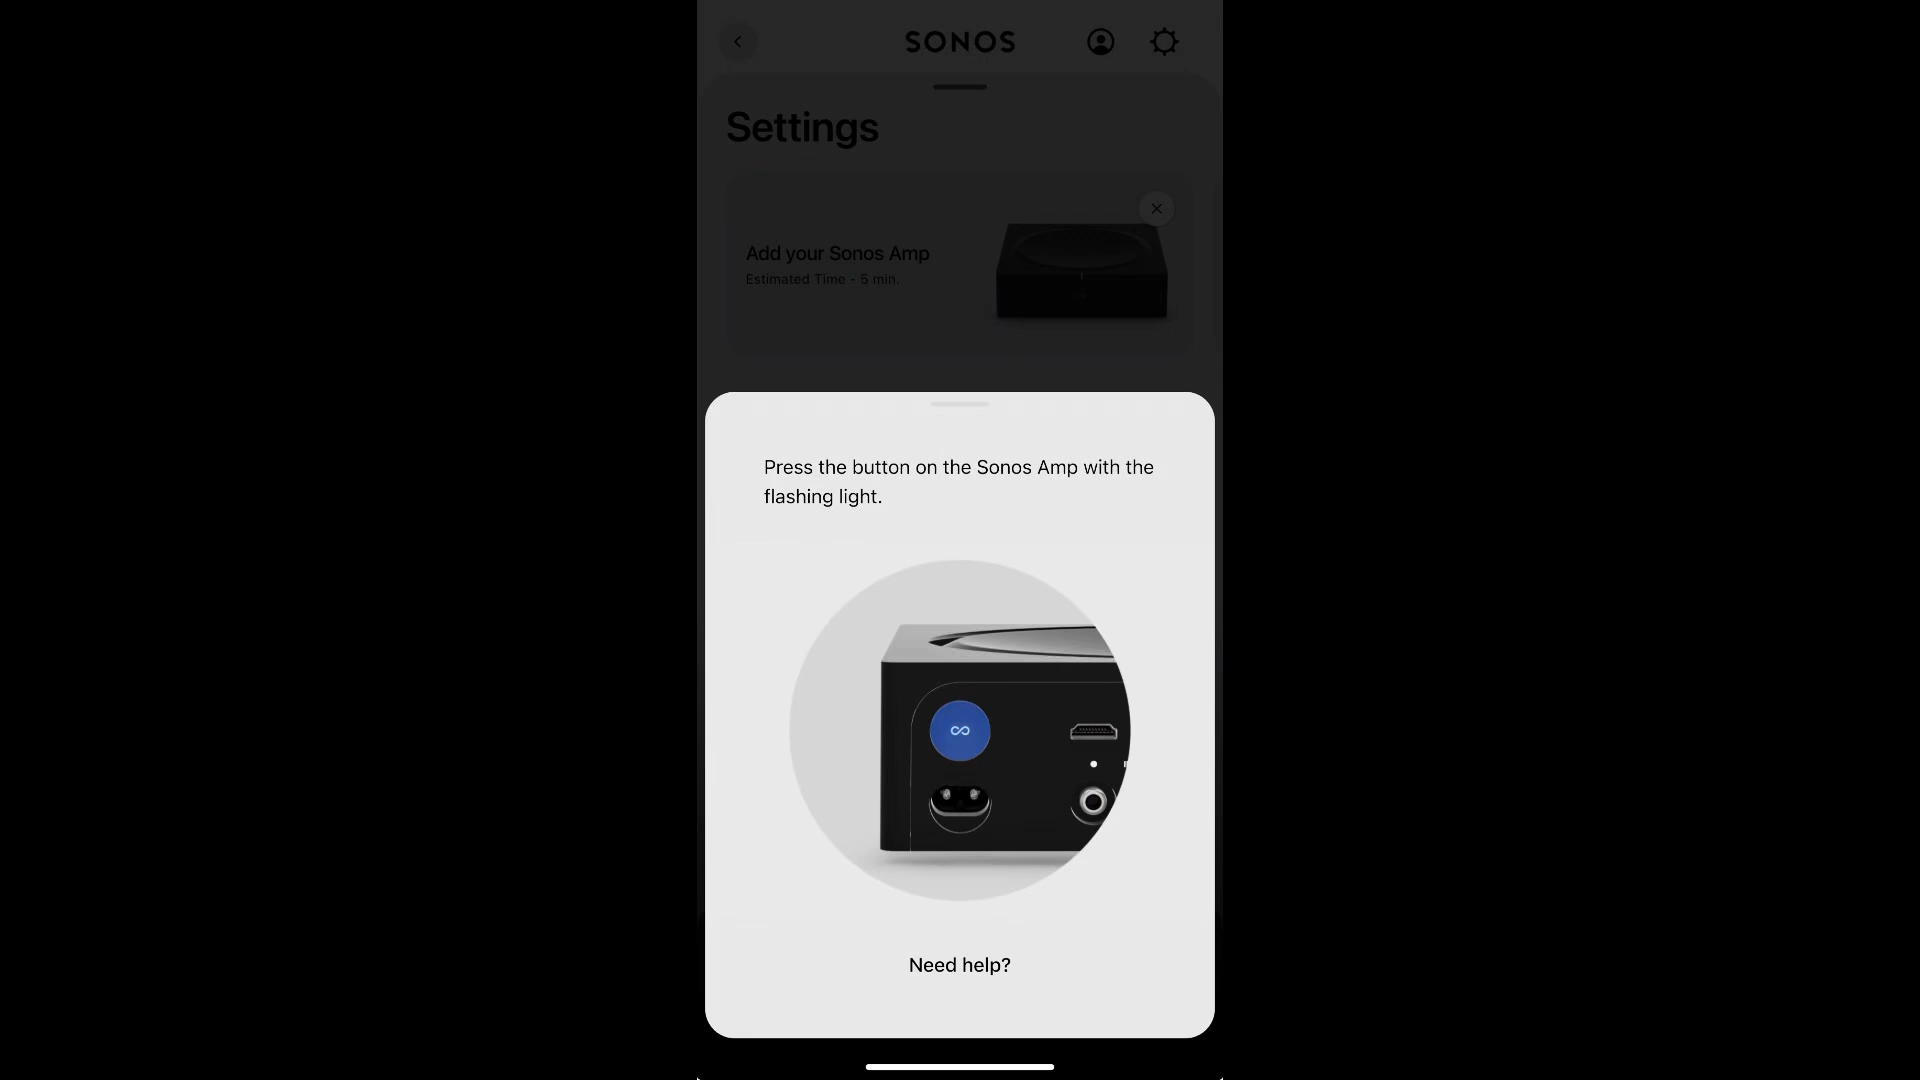 SONOS
Settings
Add your Sonos Amp
Estimated Time - 5 min.
Press the button on the Sonos Amp with the
flashing light.
Need help?